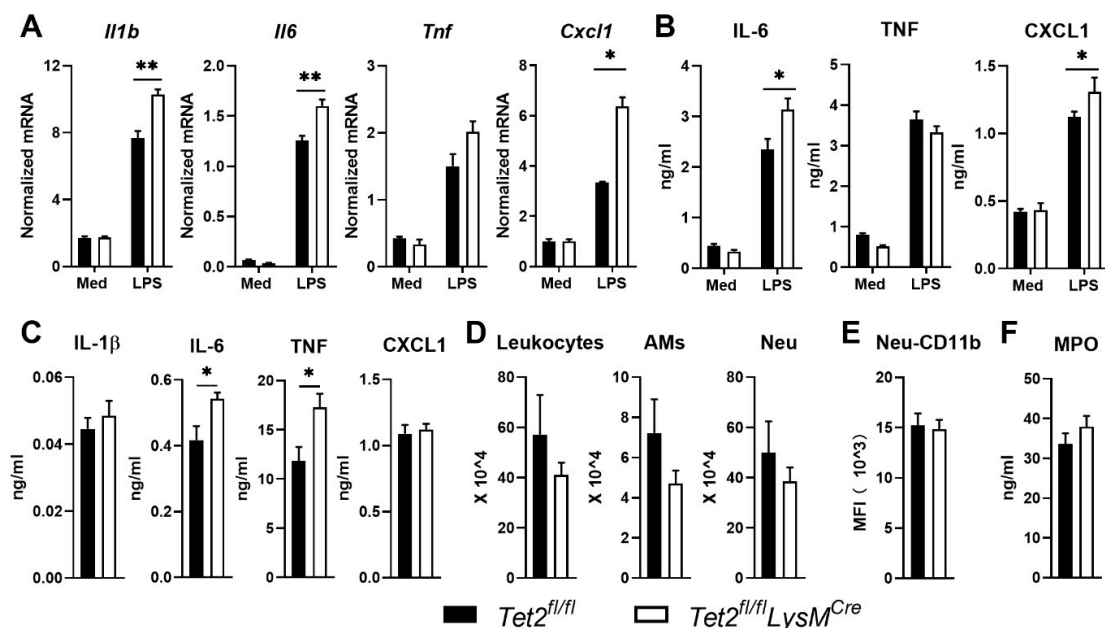 A
Il1b
Normalized mRNA
12
8
4
0
**
Med LPS
Il6
Normalized mRNA
2.0
1.5
1.0
0.5
0.0
**
Med LPS
Tnf
Normalized mRNA
3
2
1
0
Med LPS
Cxcl1
Normalized mRNA
8
6
4
2
0
*
Med LPS
B
IL-6
ng/ml
4
3
2
1
0
*
Med LPS
TNF
ng/ml
5
4
3
2
1
0
Med LPS
CXCL1
ng/ml
1.5
1.0
0.5
0.0
*
Med LPS
C
IL-1β
ng/ml
0.06
0.04
0.02
0.00
IL-6
ng/ml
0.6
0.4
0.2
0.0
*
TNF
ng/ml
20
15
10
5
0
*
CXCL1
ng/ml
1.5
1.0
0.5
0.0
D
Leukocytes
X 10^4
80
60
40
20
0
AMs
X 10^4
10
8
6
4
2
0
Neu
X 10^4
80
60
40
20
0
E
Neu-CD11b
MFI ( 10^3)
20
15
10
5
0
F
MPO
ng/ml
50
40
30
20
10
0
Tet2fl/fl Tet2fl/flLysMCre